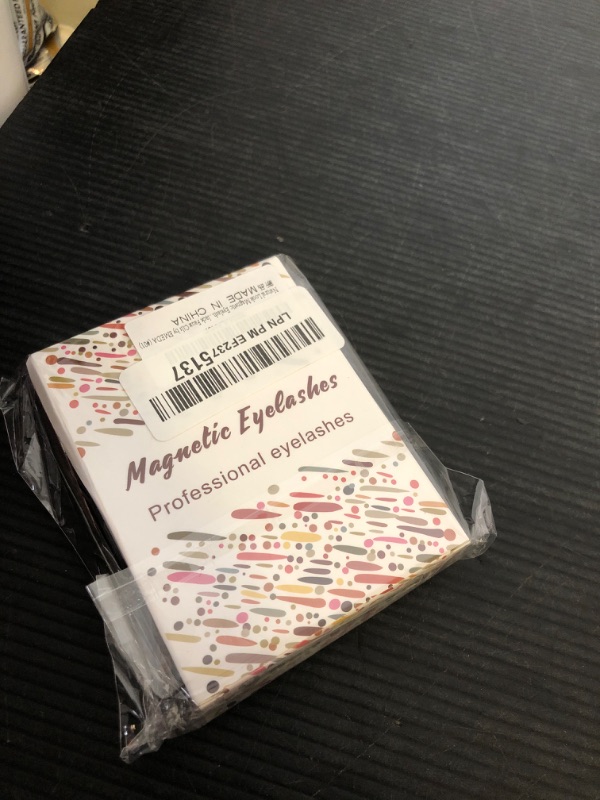 MADE IN CHINA
LPN PM EF2375137
Magnetic Eyelashes
Professional eyelashes